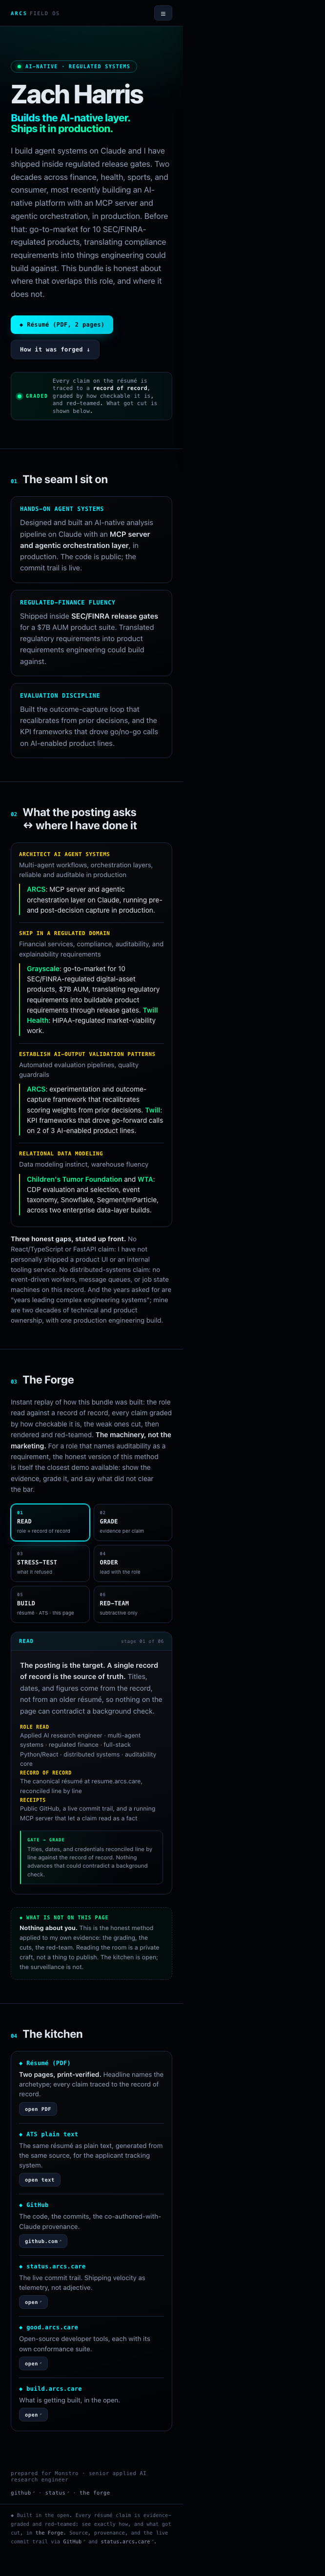 ARCS FIELD OS
≡
AI-NATIVE · REGULATED SYSTEMS
Zach Harris
Builds the AI-native layer.
Ships it in production.
I build agent systems on Claude and I have
shipped inside regulated release gates. Two
decades across finance, health, sports, and
consumer, most recently building an AI-
native platform with an MCP server and
agentic orchestration, in production. Before
that: go-to-market for 10 SEC/FINRA-
regulated products, translating compliance
requirements into things engineering could
build against. This bundle is honest about
where that overlaps this role, and where it
does not.
◆ Résumé (PDF, 2 pages)
How it was forged ↓
GRADED
Every claim on the résumé is
traced to a record of record,
graded by how checkable it is,
and red-teamed. What got cut is
shown below.
01 The seam I sit on
HANDS-ON AGENT SYSTEMS
Designed and built an AI-native analysis
pipeline on Claude with an MCP server
and agentic orchestration layer, in
production. The code is public; the
commit trail is live.
REGULATED-FINANCE FLUENCY
Shipped inside SEC/FINRA release gates
for a $7B AUM product suite. Translated
regulatory requirements into product
requirements engineering could build
against.
EVALUATION DISCIPLINE
Built the outcome-capture loop that
recalibrates from prior decisions, and the
KPI frameworks that drove go/no-go calls
on AI-enabled product lines.
02 What the posting asks
↔ where I have done it
ARCHITECT AI AGENT SYSTEMS
Multi-agent workflows, orchestration layers,
reliable and auditable in production
ARCS: MCP server and agentic
orchestration layer on Claude, running pre-
and post-decision capture in production.
SHIP IN A REGULATED DOMAIN
Financial services, compliance, auditability, and
explainability requirements
Grayscale: go-to-market for 10
SEC/FINRA-regulated digital-asset
products, $7B AUM, translating regulatory
requirements into buildable product
requirements through release gates. Twill
Health: HIPAA-regulated market-viability
work.
ESTABLISH AI-OUTPUT VALIDATION PATTERNS
Automated evaluation pipelines, quality
guardrails
ARCS: experimentation and outcome-
capture framework that recalibrates
scoring weights from prior decisions. Twill:
KPI frameworks that drove go-forward calls
on 2 of 3 AI-enabled product lines.
RELATIONAL DATA MODELING
Data modeling instinct, warehouse fluency
Children's Tumor Foundation and WTA:
CDP evaluation and selection, event
taxonomy, Snowflake, Segment/mParticle,
across two enterprise data-layer builds.
Three honest gaps, stated up front. No
React/TypeScript or FastAPI claim: I have not
personally shipped a product UI or an internal
tooling service. No distributed-systems claim: no
event-driven workers, message queues, or job state
machines on this record. And the years asked for are
"years leading complex engineering systems"; mine
are two decades of technical and product
ownership, with one production engineering build.
03 The Forge
Instant replay of how this bundle was built: the role
read against a record of record, every claim graded
by how checkable it is, the weak ones cut, then
rendered and red-teamed. The machinery, not the
marketing. For a role that names auditability as a
requirement, the honest version of this method
is itself the closest demo available: show the
evidence, grade it, and say what did not clear
the bar.
01
READ
role + record of record
02
GRADE
evidence per claim
03
STRESS-TEST
what it refused
04
ORDER
lead with the role
05
BUILD
résumé · ATS · this page
06
RED-TEAM
subtractive only
READ
stage 01 of 06
The posting is the target. A single record
of record is the source of truth. Titles,
dates, and figures come from the record,
not from an older résumé, so nothing on the
page can contradict a background check.
ROLE READ
Applied AI research engineer · multi-agent
systems · regulated finance · full-stack
Python/React · distributed systems · auditability
core
RECORD OF RECORD
The canonical résumé at resume.arcs.care,
reconciled line by line
RECEIPTS
Public GitHub, a live commit trail, and a running
MCP server that let a claim read as a fact
GATE → GRADE
Titles, dates, and credentials reconciled line by
line against the record of record. Nothing
advances that could contradict a background
check.
◆ WHAT IS NOT ON THIS PAGE
Nothing about you. This is the honest method
applied to my own evidence: the grading, the
cuts, the red-team. Reading the room is a private
craft, not a thing to publish. The kitchen is open;
the surveillance is not.
04 The kitchen
◆ Résumé (PDF)
Two pages, print-verified. Headline names the
archetype; every claim traced to the record of
record.
open PDF
◆ ATS plain text
The same résumé as plain text, generated from
the same source, for the applicant tracking
system.
open text
◆ GitHub
The code, the commits, the co-authored-with-
Claude provenance.
github.com
◆ status.arcs.care
The live commit trail. Shipping velocity as
telemetry, not adjective.
open
◆ good.arcs.care
Open-source developer tools, each with its
own conformance suite.
open
◆ build.arcs.care
What is getting built, in the open.
open
prepared for Monstro · senior applied AI
research engineer
github · status · the forge
◆ Built in the open. Every résumé claim is evidence-
graded and red-teamed: see exactly how, and what got
cut, in the Forge. Source, provenance, and the live
commit trail via GitHub and status.arcs.care.